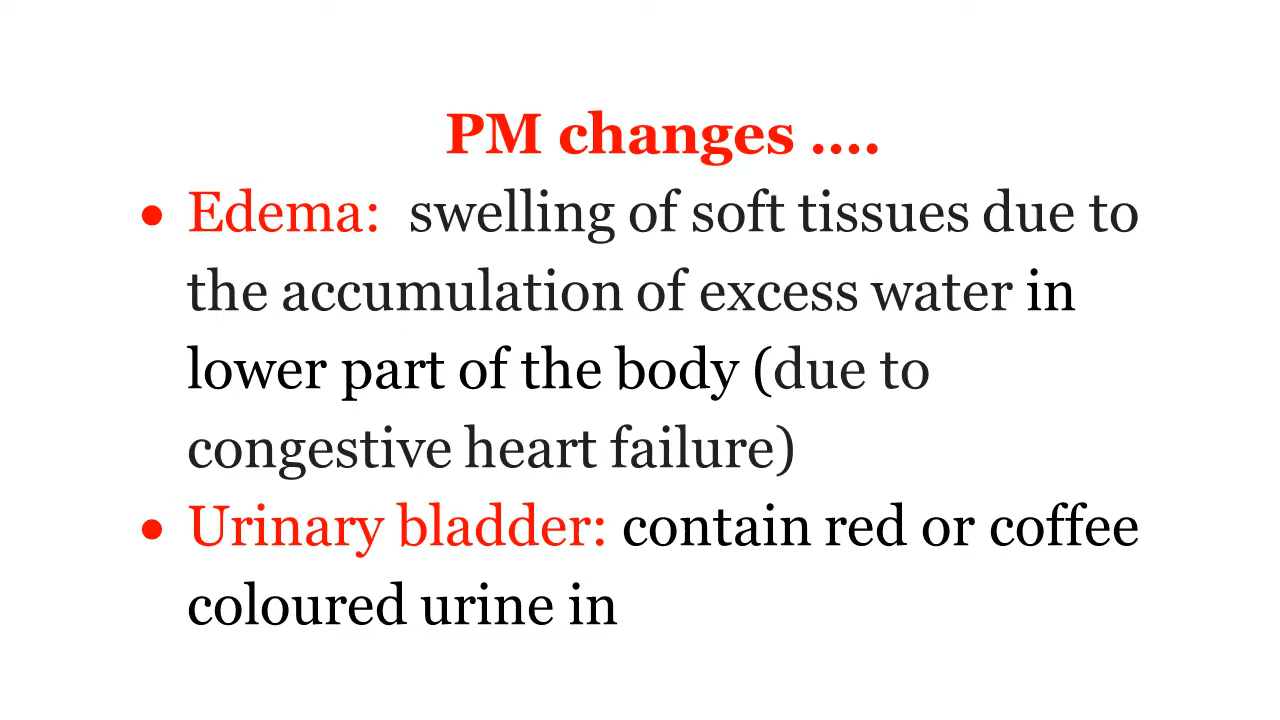 PM changes ....
• Edema: swelling of soft tissues due to
the accumulation of excess water in
lower part of the body (due to
congestive heart failure)
• Urinary bladder: contain red or coffee
coloured urine in